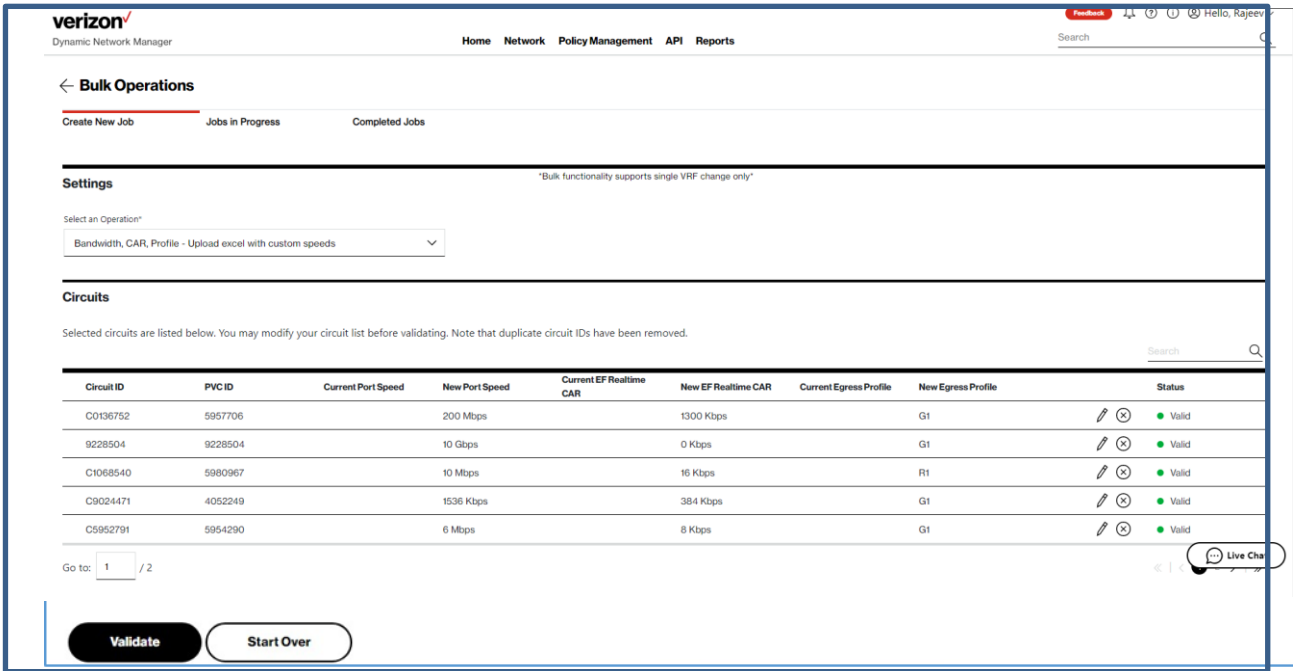 verizon✓
Feedback Hello, Rajeev
Dynamic Network Manager
Home Network Policy Management API Reports
Search
← Bulk Operations
Create New Job Jobs in Progress Completed Jobs
Settings
*Bulk functionality supports single VRF change only*
Select an Operation*
Bandwidth, CAR, Profile - Upload excel with custom speeds
Circuits
Selected circuits are listed below. You may modify your circuit list before validating. Note that duplicate circuit IDs have been removed.
Search
Circuit ID PVC ID Current Port Speed New Port Speed Current EF Realtime CAR New EF Realtime CAR Current Egress Profile New Egress Profile Status
C0136752 5957706 200 Mbps 1300 Kbps G1 Valid
9228504 9228504 10 Gbps 0 Kbps G1 Valid
C1068540 5980967 10 Mbps 16 Kbps R1 Valid
C9024471 4052249 1536 Kbps 384 Kbps G1 Valid
C5952791 5954290 6 Mbps 8 Kbps G1 Valid
Go to: 1 / 2
Live Chat
Validate Start Over